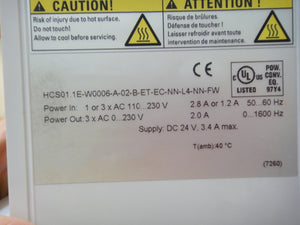 CAUTION!
Risk of injury due to hot surface.
Do not touch!
Allow to cool before servicing.
ATTENTION!
Risque de brûlures.
Défense de toucher !
Laisser refroidir avant toute
intervention
UL
LISTED
POW.
CONV.
EQ.
97Y4
HCS01.1E-W0006-A-02-B-ET-EC-NN-L4-NN-FW
Power In: 1 or 3 x AC 110...230 V 2.8 A or 1.2 A 50...60 Hz
Power Out: 3 x AC 0...230 V 2.0 A 0...1600 Hz
Supply: DC 24 V, 3.4 A max.
T(amb):40 °C
(7260)